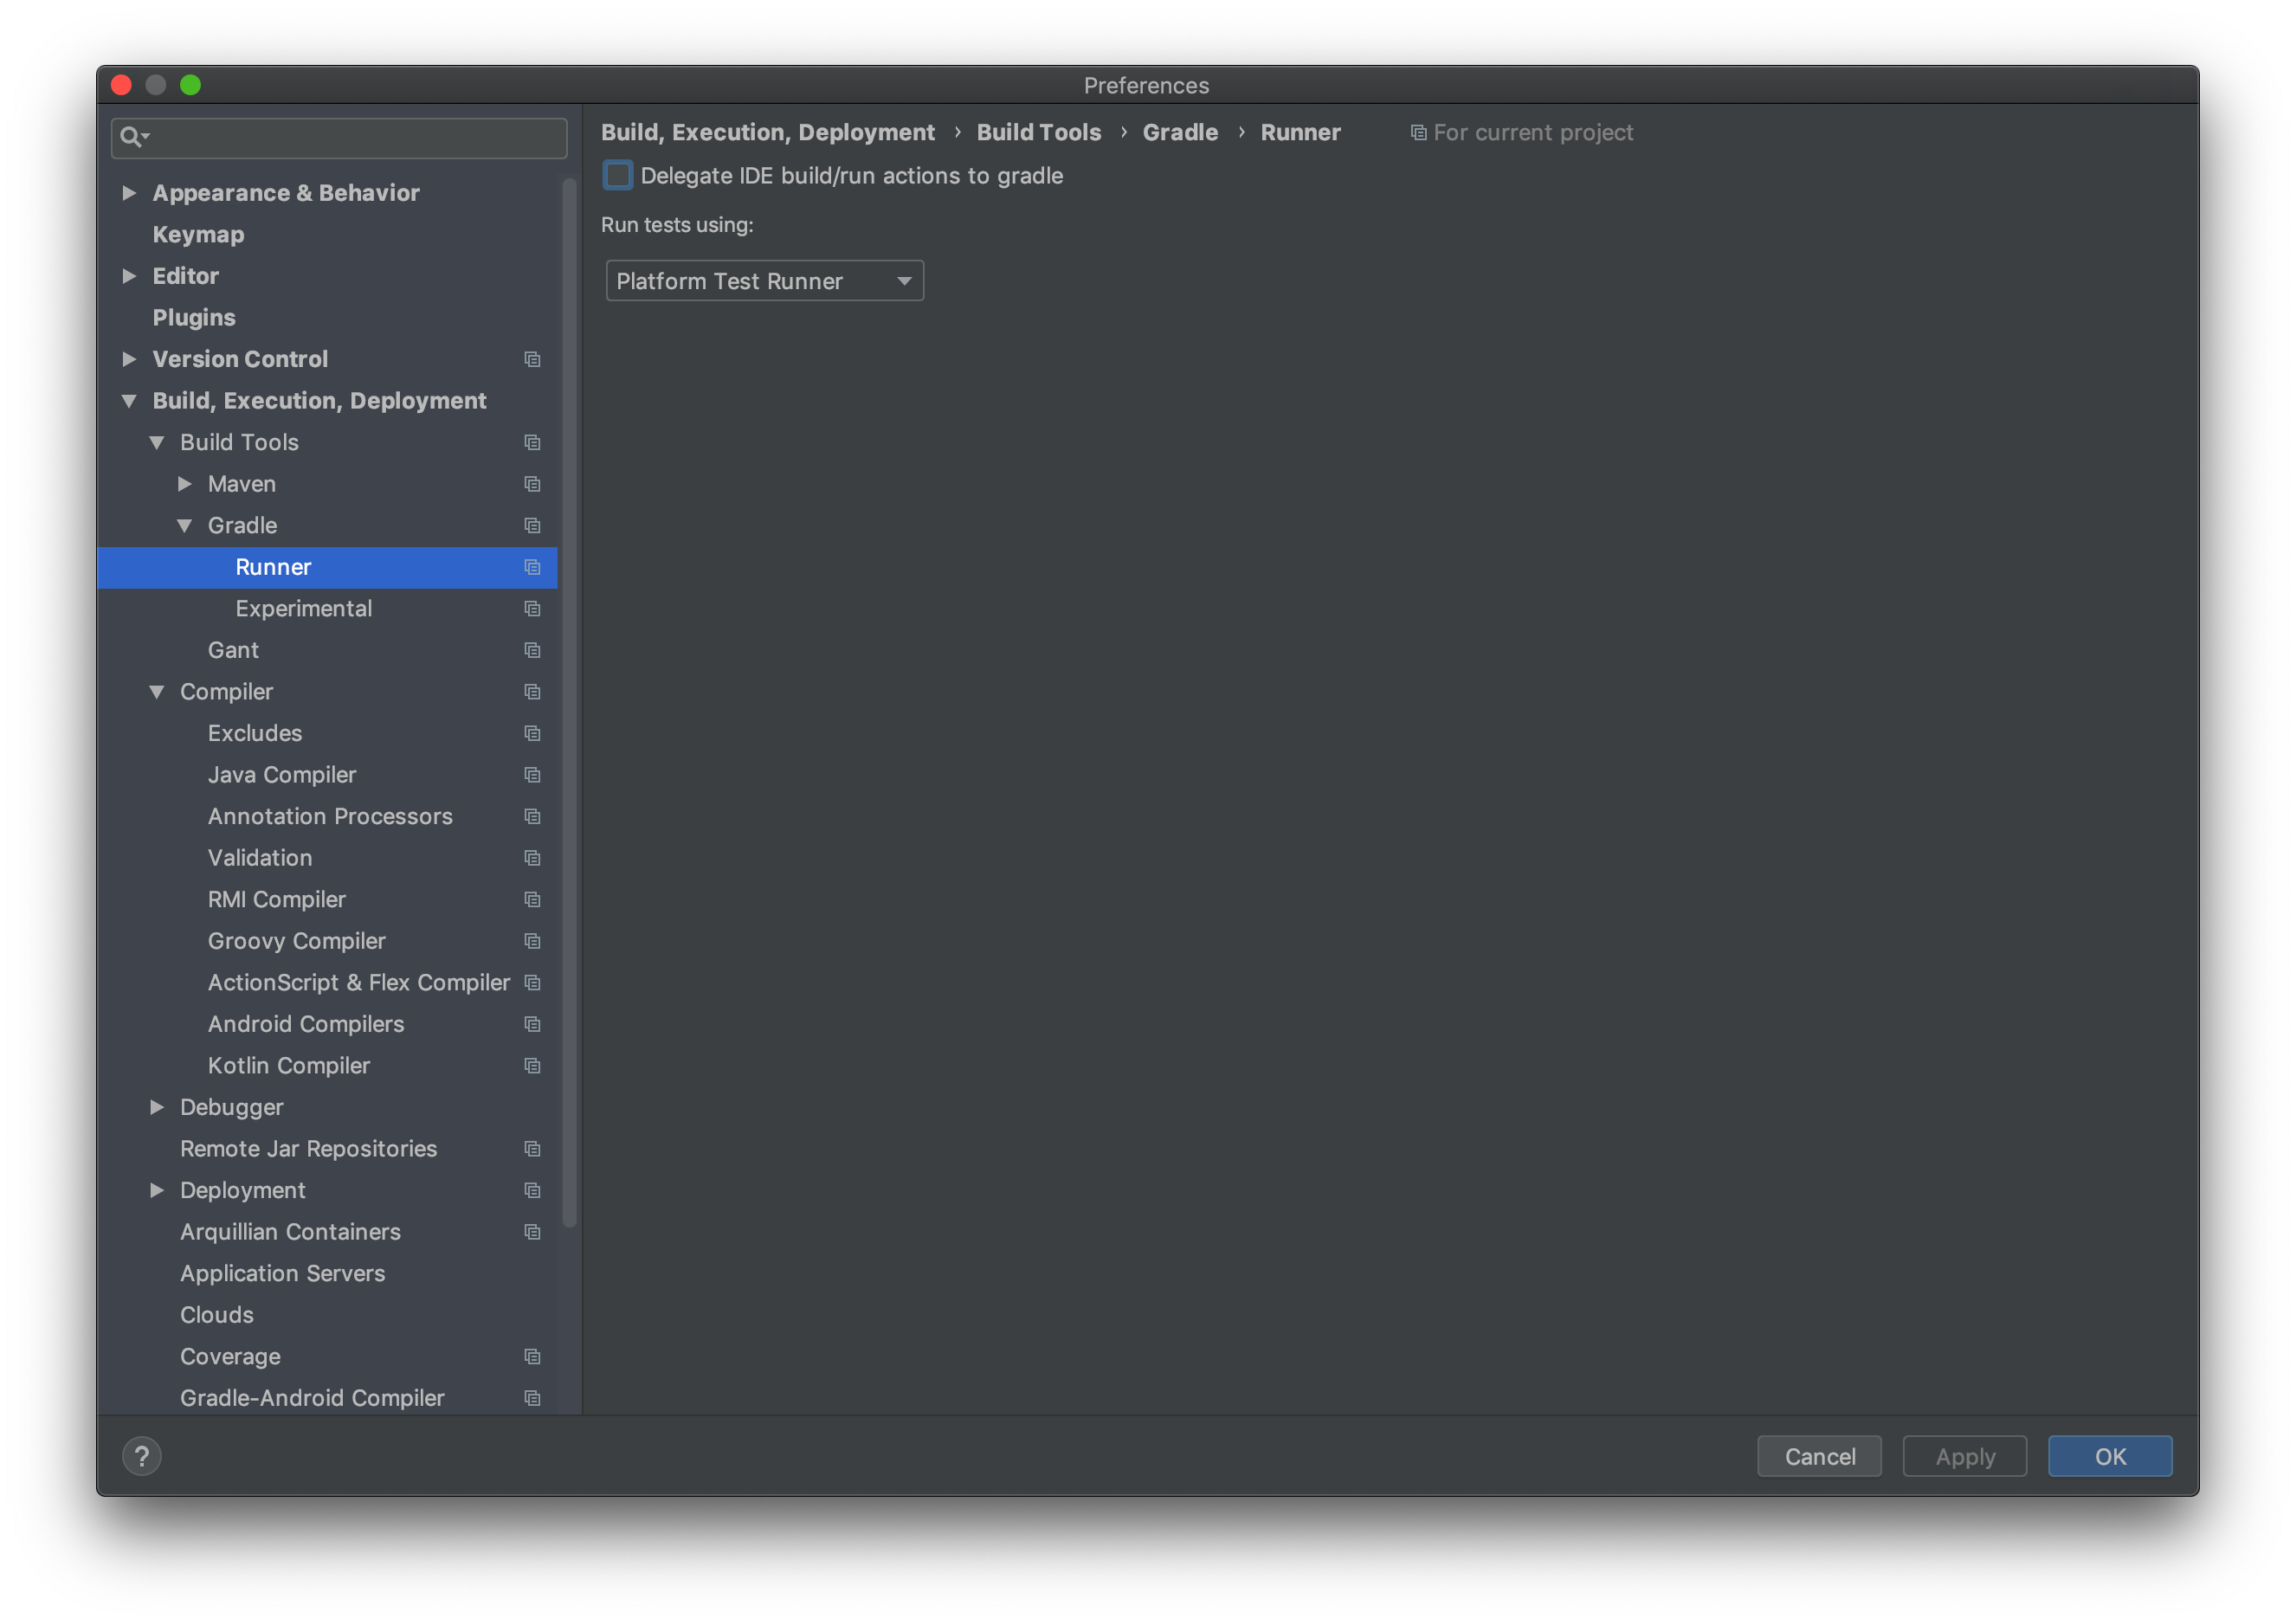 Preferences
Build, Execution, Deployment › Build Tools › Gradle › Runner For current project
Delegate IDE build/run actions to gradle
Run tests using:
Platform Test Runner
Appearance & Behavior
Keymap
Editor
Plugins
Version Control
Build, Execution, Deployment
Build Tools
Maven
Gradle
Runner
Experimental
Gant
Compiler
Excludes
Java Compiler
Annotation Processors
Validation
RMI Compiler
Groovy Compiler
ActionScript & Flex Compiler
Android Compilers
Kotlin Compiler
Debugger
Remote Jar Repositories
Deployment
Arquillian Containers
Application Servers
Clouds
Coverage
Gradle-Android Compiler
?
Cancel
Apply
OK